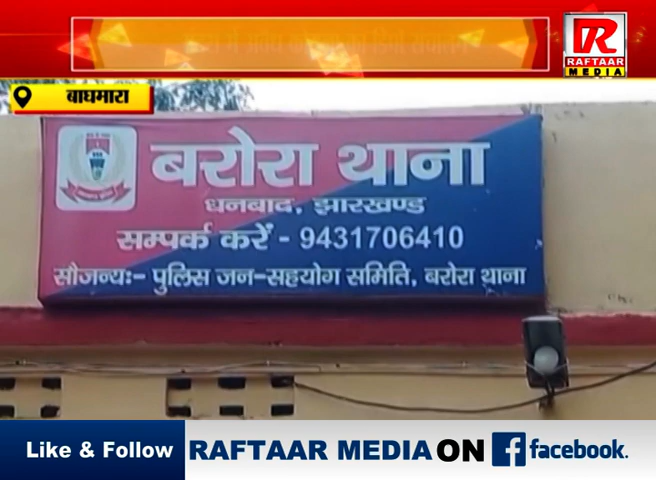 R
RAFTAAR
MEDIA
बाघमारा
बरोरा थाना
धनबाद, झारखण्ड
सम्पर्क करें - 9431706410
सौजन्य:- पुलिस जन-सहयोग समिति, बरोरा थाना
Like & Follow RAFTAAR MEDIA ON f facebook.